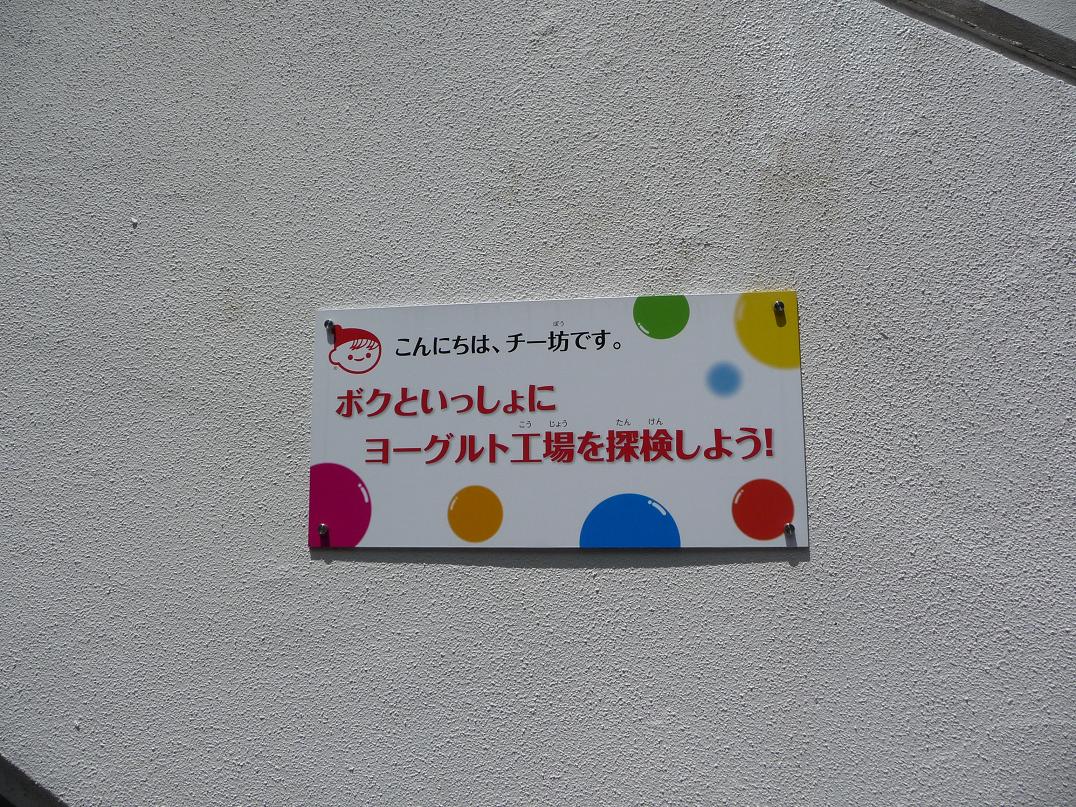 こんにちは、チー坊です。
ボクといっしょに
ヨーグルト工場を探検しよう!